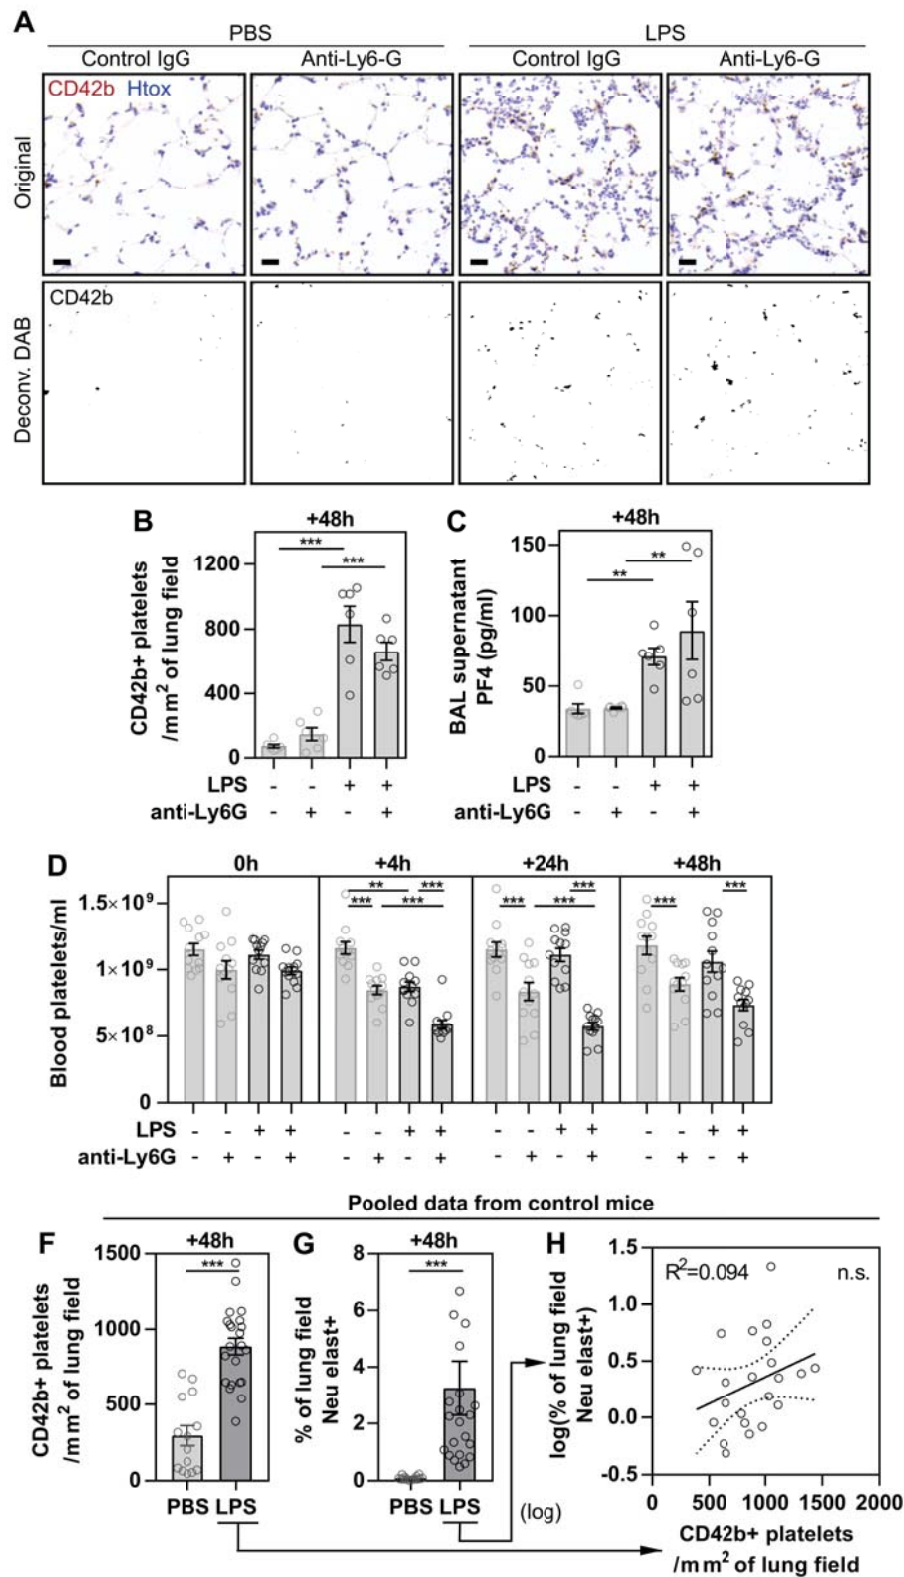 A
PBS LPS
Control IgG Anti-Ly6-G Control IgG Anti-Ly6-G
CD42b Htox
Original
CD42b
Deconv. DAB
B
+48h
CD42b+ platelets
/mm² of lung field
1200
800
400
0
*** ***
LPS - - + +
anti-Ly6G - + - +
C
+48h
BAL supernatant
PF4 (pg/ml)
150
100
50
0
** **
LPS - - + +
anti-Ly6G - + - +
D
0h +4h +24h +48h
Blood platelets/ml
1.5×10⁹
1×10⁹
5×10⁸
0
** *** *** ***
*** *** ***
*** ***
LPS - - + + - - + + - - + + - - + +
anti-Ly6G - + - + - + - + - + - + - + - +
Pooled data from control mice
F
+48h
CD42b+ platelets
/mm² of lung field
1500
1000
500
0
***
PBS LPS
G
+48h
% of lung field
Neu elast+
8
6
4
2
0
***
PBS LPS
(log)
H
log(% of lung field
Neu elast+)
1.5
1.0
0.5
0.0
-0.5
R²=0.094 n.s.
0 500 1000 1500 2000
CD42b+ platelets
/mm² of lung field